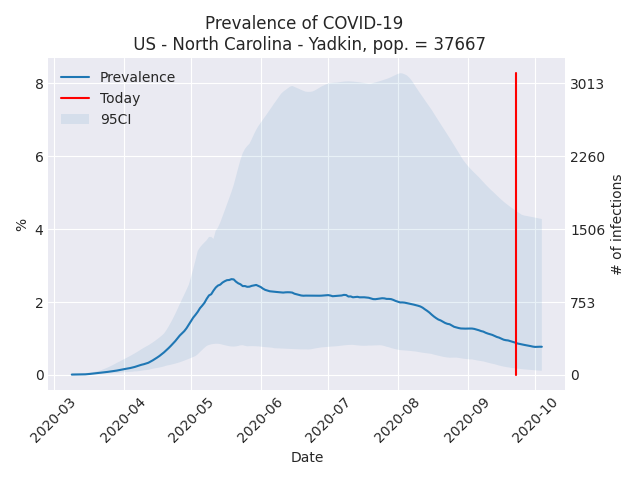 Prevalence of COVID-19
US - North Carolina - Yadkin, pop. = 37667
Prevalence
Today
95CI
8
6
4
2
0
%
3013
2260
1506
753
0
# of infections
2020-03
2020-04
2020-05
2020-06
2020-07
2020-08
2020-09
2020-10
Date